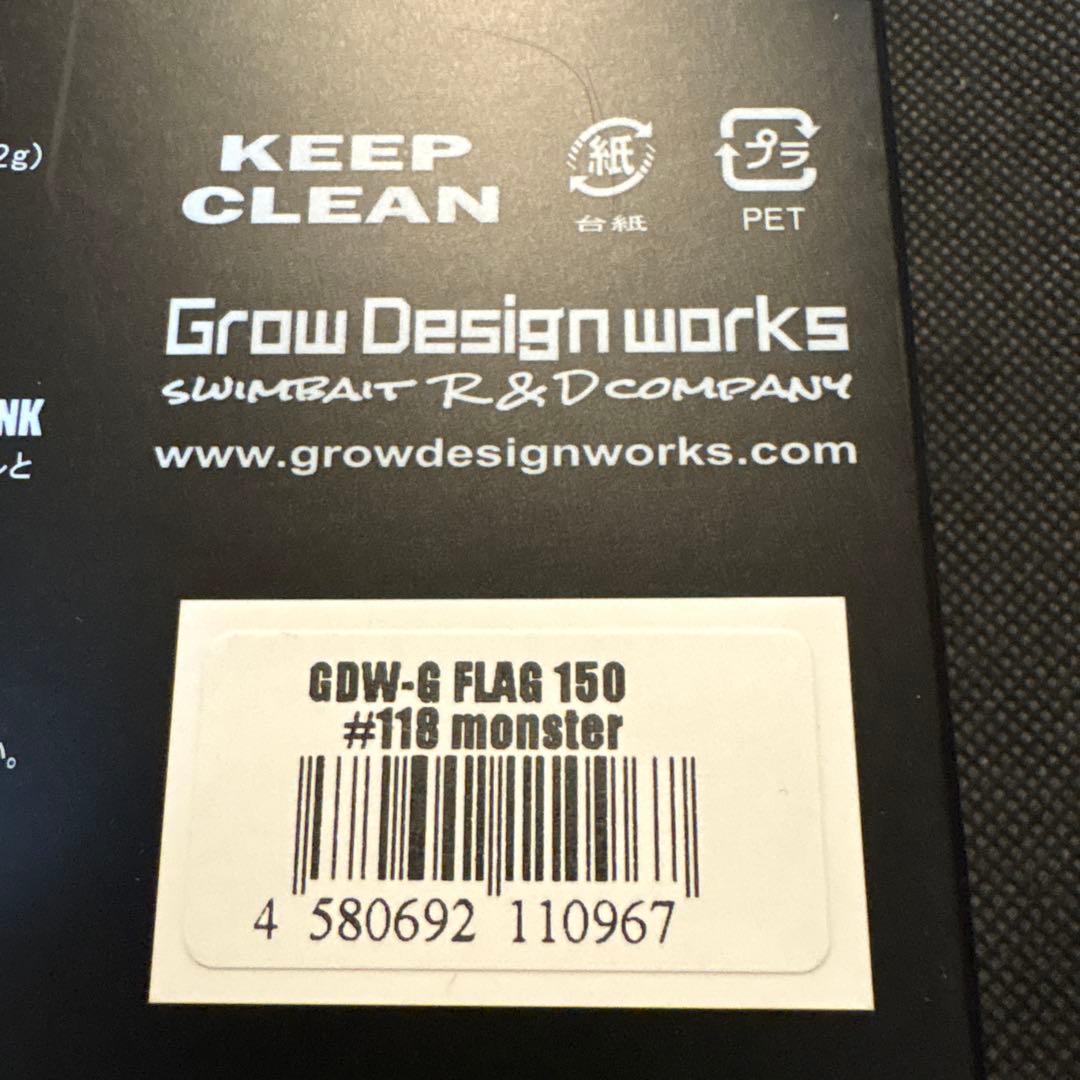 2g)
KEEP
CLEAN
紙
台紙
プラ
PET
Grow Design works
SWIMBAIT R&D COMPANY
www.growdesignworks.com
NK
と
い。
GDW-G FLAG 150
#118 monster
4 580692 110967